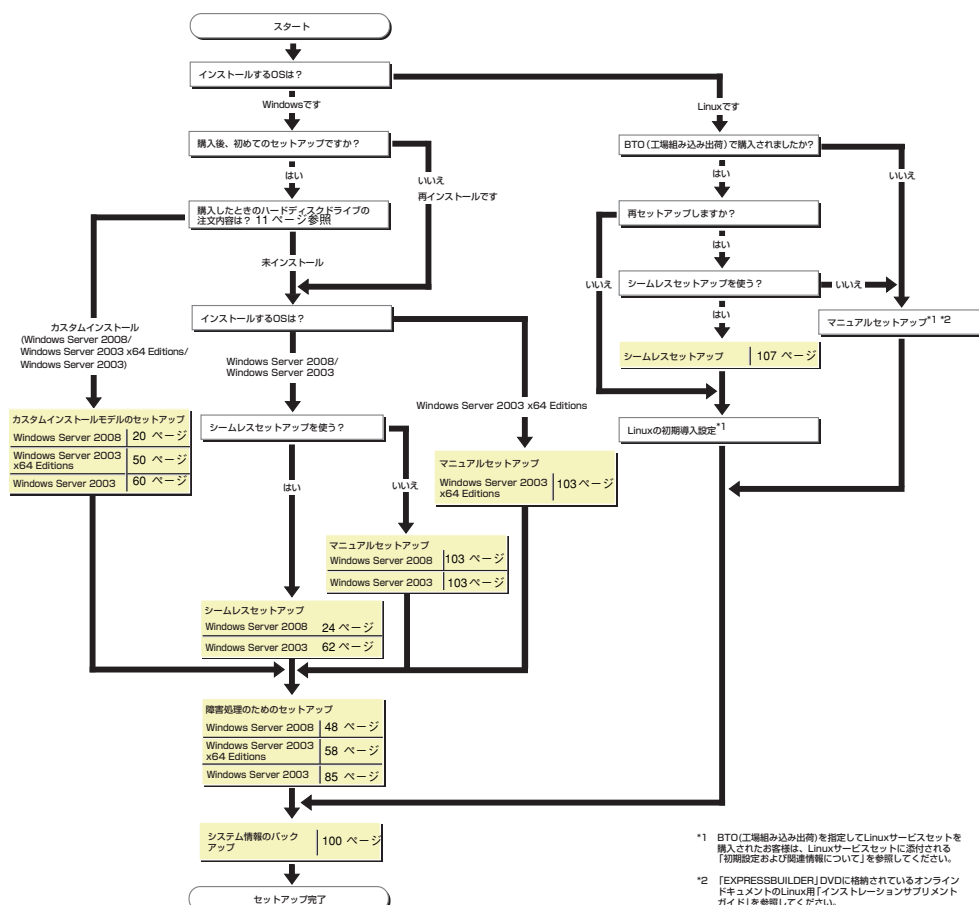 スタート
インストールするOSは？
Windowsです
Linuxです
購入後、初めてのセットアップですか？
はい
いいえ
再インストールです
購入したときのハードディスクドライブの
注文内容は？ 11 ページ参照
未インストール
カスタムインストール
(Windows Server 2008/
Windows Server 2003 x64 Editions/
Windows Server 2003)
インストールするOSは？
Windows Server 2008/
Windows Server 2003
Windows Server 2003 x64 Editions
カスタムインストールモデルのセットアップ
Windows Server 2008 20 ページ
Windows Server 2003
x64 Editions 50 ページ
Windows Server 2003 60 ページ
シームレスセットアップを使う？
はい
いいえ
マニュアルセットアップ
Windows Server 2003
x64 Editions 103 ページ
マニュアルセットアップ
Windows Server 2008 103 ページ
Windows Server 2003 103 ページ
シームレスセットアップ
Windows Server 2008 24 ページ
Windows Server 2003 62 ページ
障害処理のためのセットアップ
Windows Server 2008 48 ページ
Windows Server 2003
x64 Editions 58 ページ
Windows Server 2003 85 ページ
システム情報のバック
アップ 100 ページ
セットアップ完了
BTO（工場組み込み出荷）で購入されましたか？
はい
いいえ
再セットアップしますか？
はい
いいえ
シームレスセットアップを使う？
いいえ
はい
マニュアルセットアップ*1 *2
シームレスセットアップ 107 ページ
Linuxの初期導入設定*1
*1 BTO(工場組み込み出荷)を指定してLinuxサービスセットを
購入されたお客様は、Linuxサービスセットに添付される
「初期設定および関連情報について」を参照してください。
*2 「EXPRESSBUILDER」DVDに格納されているオンライン
ドキュメントのLinux用「インストレーションサプリメント
ガイド」を参照してください。